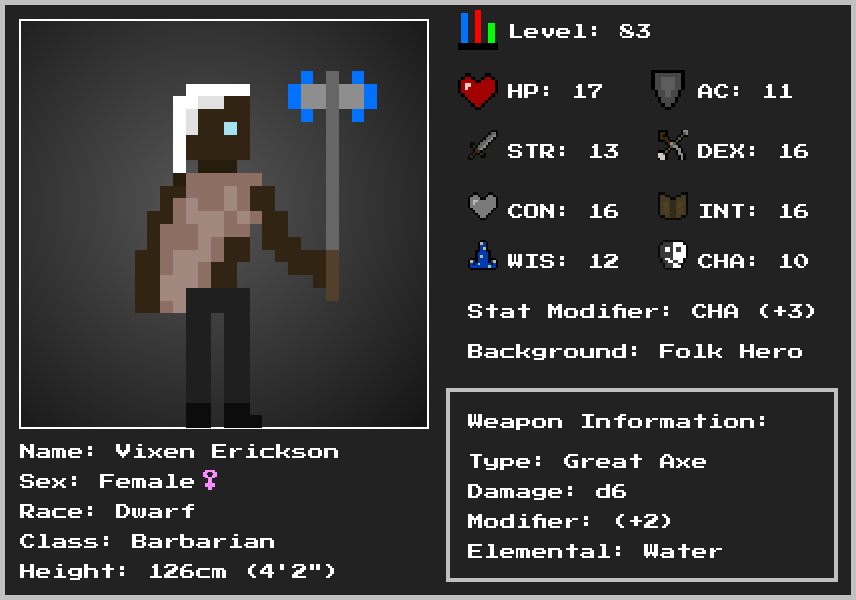 Level: 83
HP: 17
AC: 11
STR: 13
DEX: 16
CON: 16
INT: 16
WIS: 12
CHA: 10
Stat Modifier: CHA (+3)
Background: Folk Hero
Weapon Information:
Type: Great Axe
Damage: d6
Modifier: (+2)
Elemental: Water
Name: Vixen Erickson
Sex: Female♀
Race: Dwarf
Class: Barbarian
Height: 126cm (4'2")